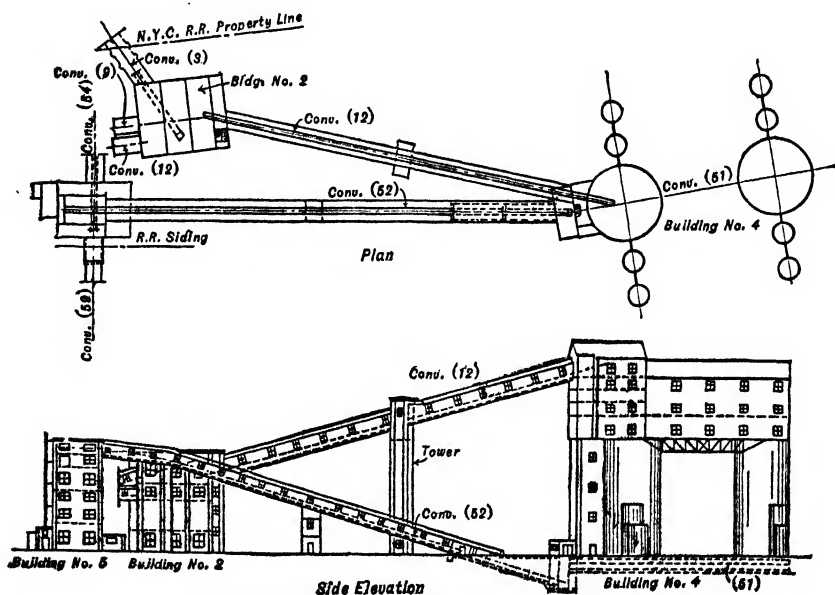 N.Y.C. R.R. Property Line
Conv. (3)
Conv. (9)
Bldg. No. 2
Conv. (54)
Conv. (12)
Conv. (12)
Conv. (52)
Conv. (51)
Building No. 4
R.R. Siding
Plan
Conv. (59)
Conv. (12)
Tower
Conv. (52)
Building No. 5
Building No. 2
Building No. 4
(51)
Side Elevation